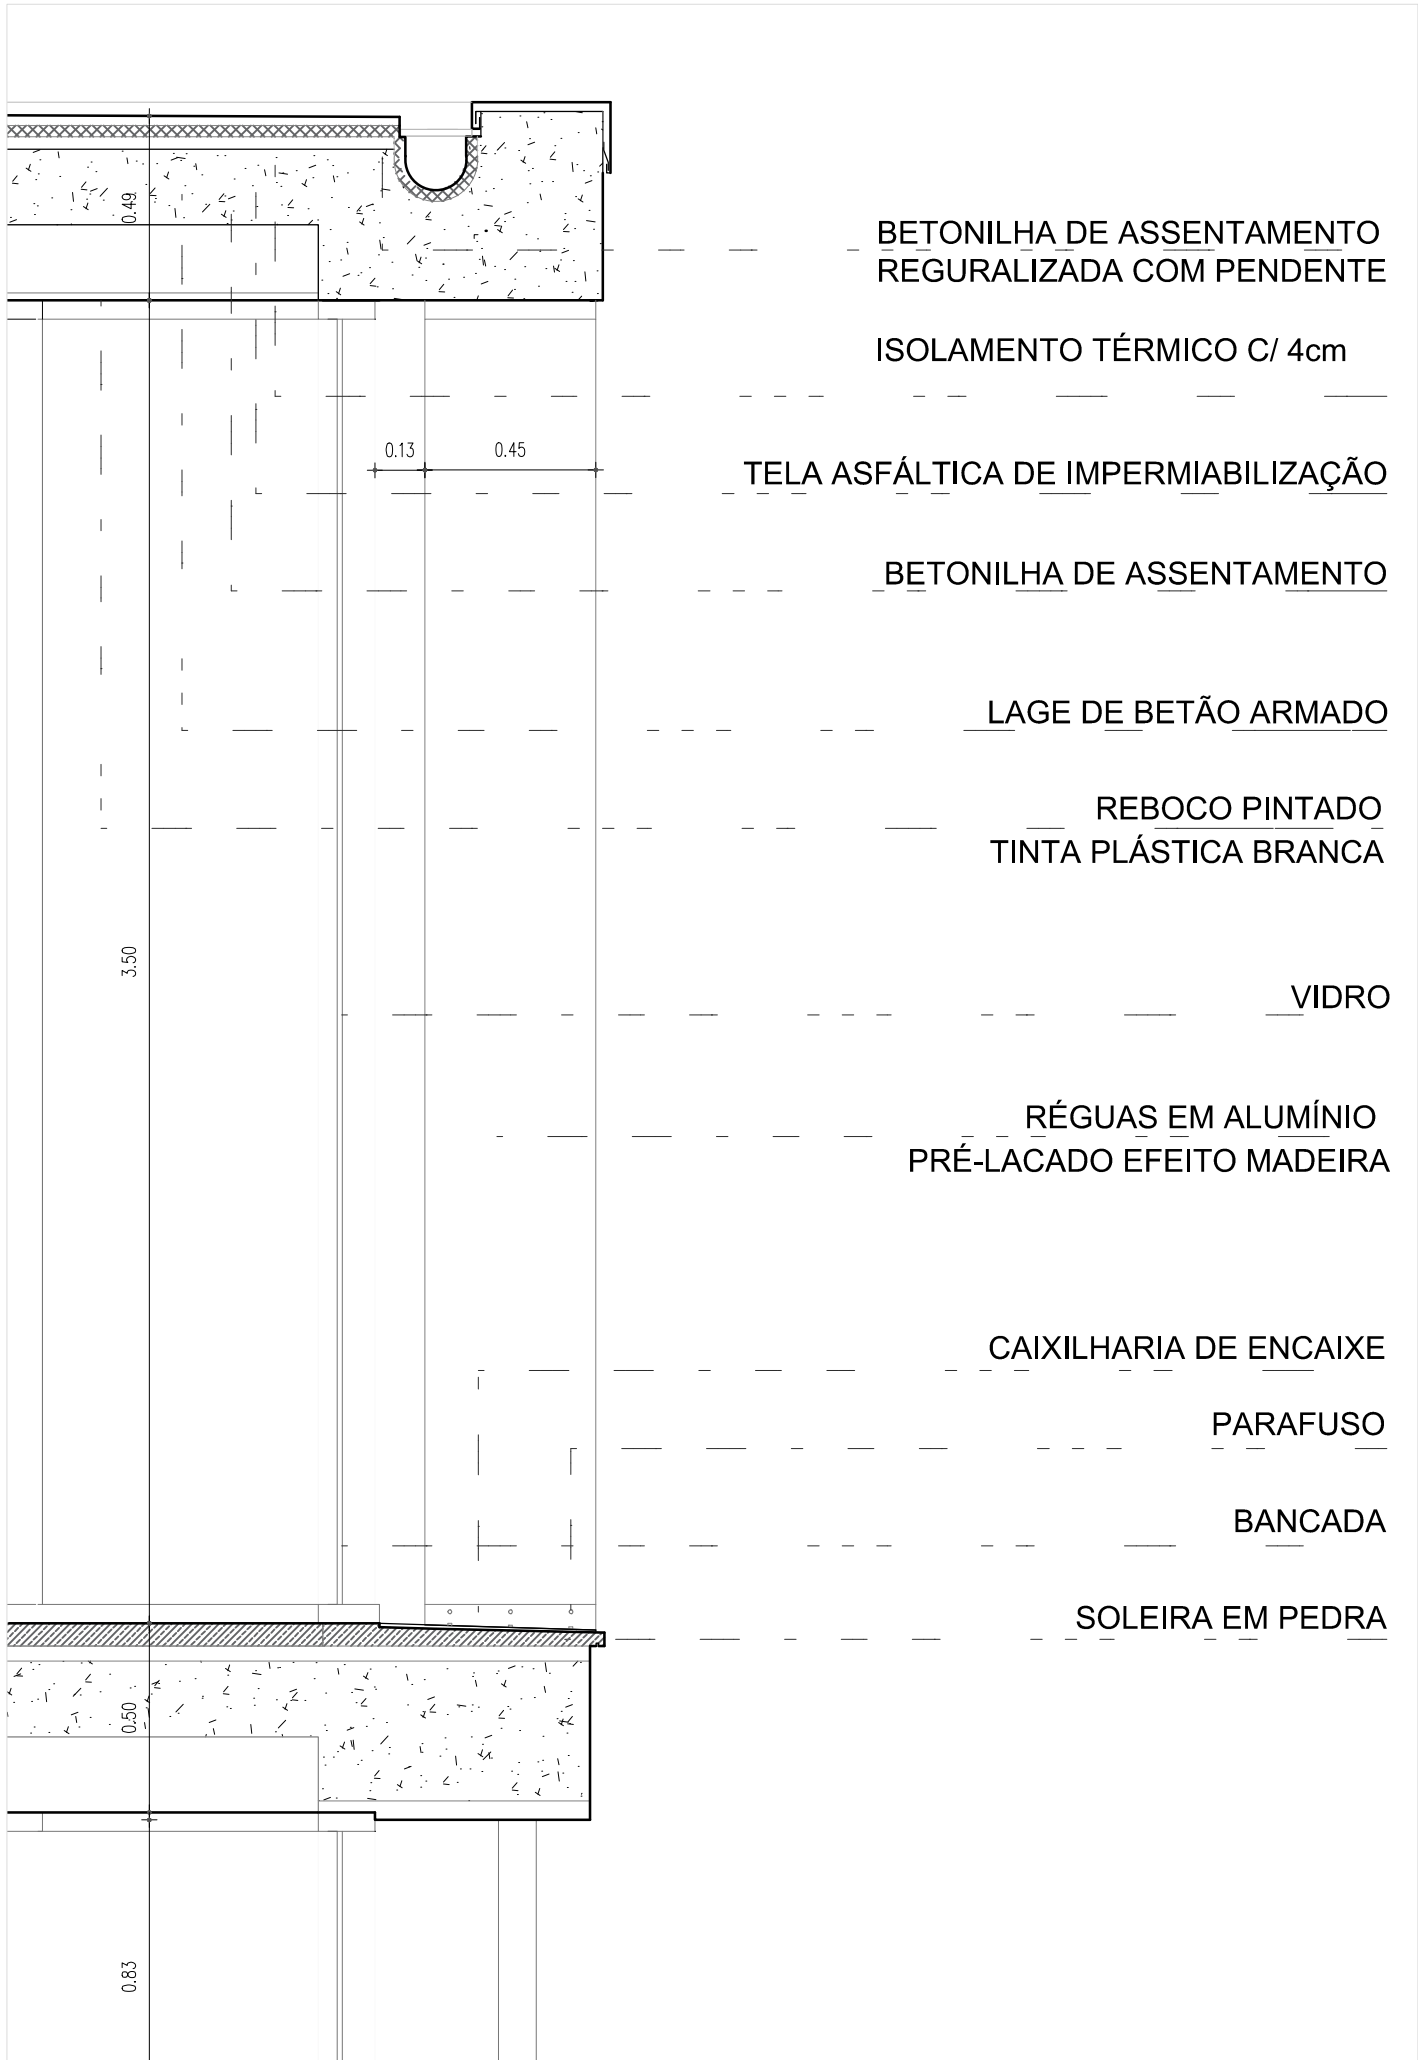 0.49
BETONILHA DE ASSENTAMENTO
REGURALIZADA COM PENDENTE
ISOLAMENTO TÉRMICO C/ 4cm
0.13
0.45
TELA ASFÁLTICA DE IMPERMIABILIZAÇÃO
BETONILHA DE ASSENTAMENTO
LAGE DE BETÃO ARMADO
REBOCO PINTADO
TINTA PLÁSTICA BRANCA
3.50
VIDRO
RÉGUAS EM ALUMÍNIO
PRÉ-LACADO EFEITO MADEIRA
CAIXILHARIA DE ENCAIXE
PARAFUSO
BANCADA
SOLEIRA EM PEDRA
0.50
0.83